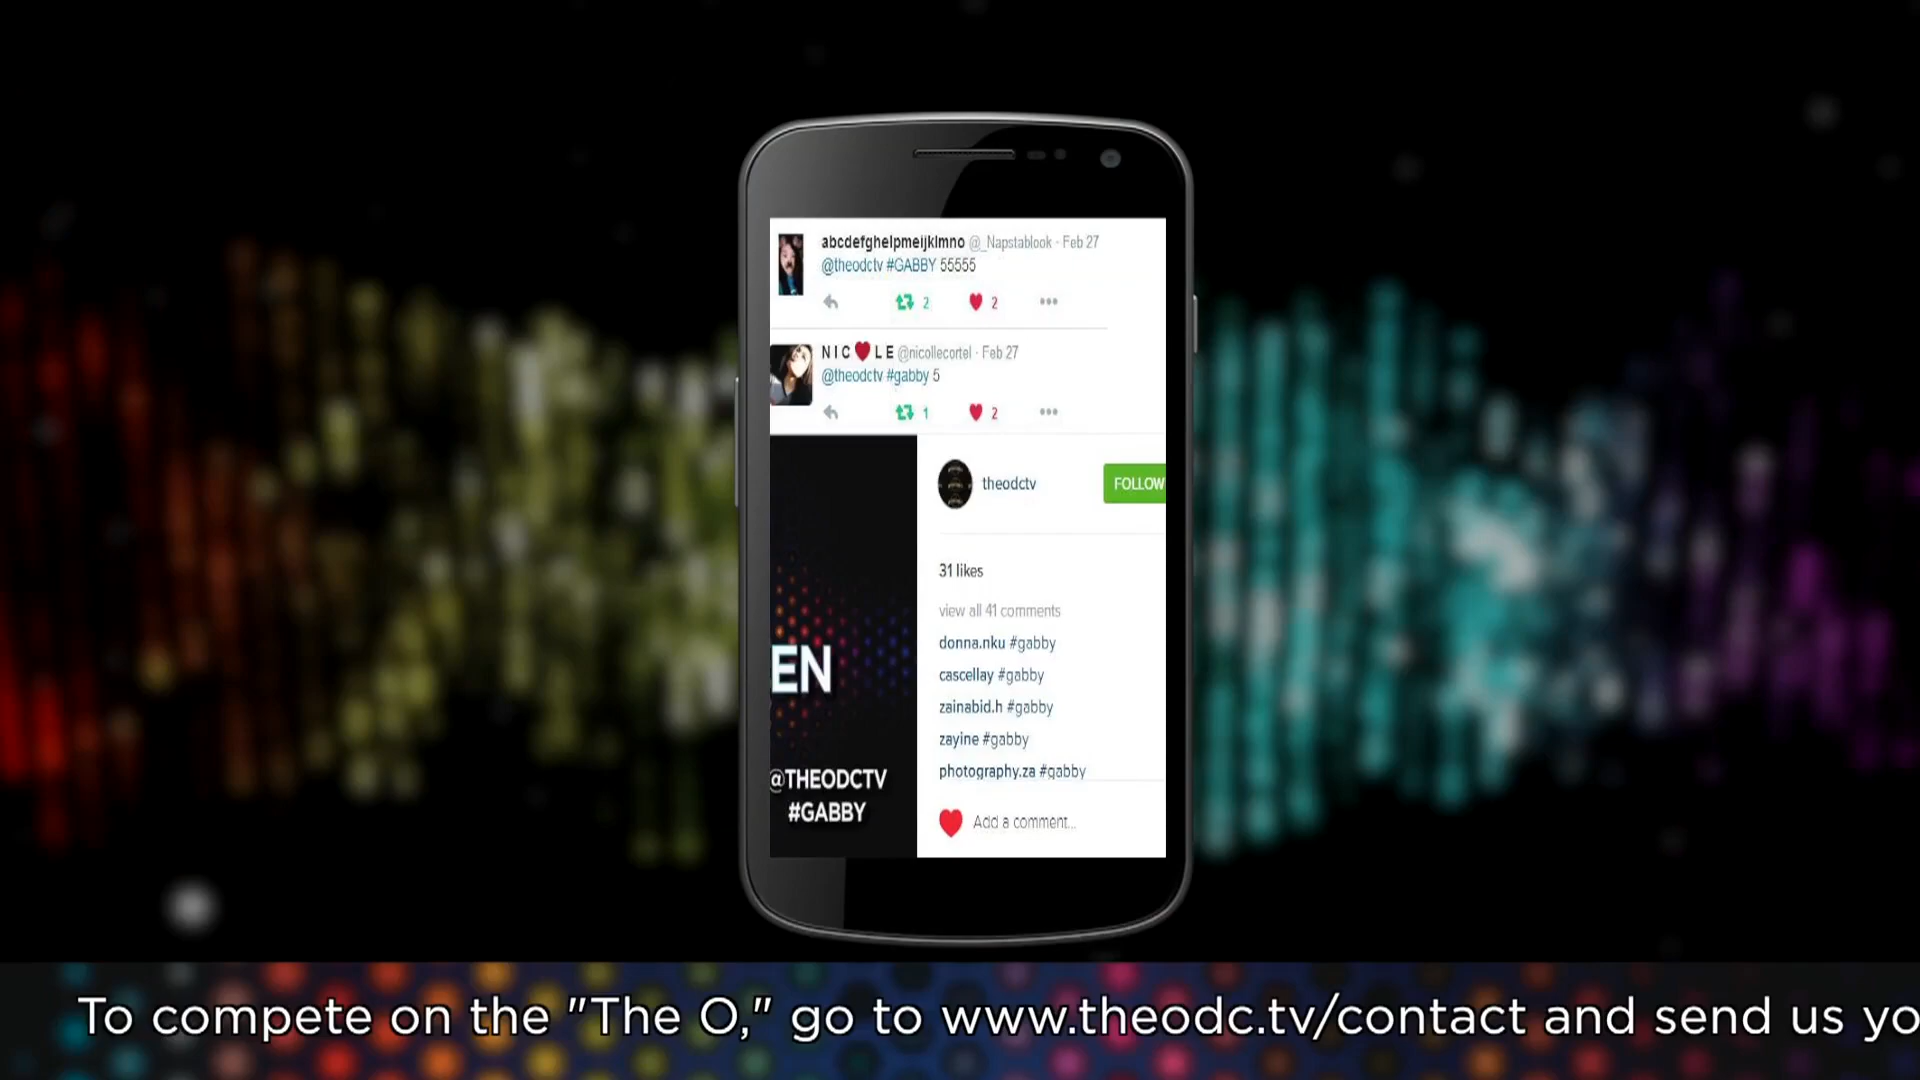 abcdefghelpmeijklmno @_Napstablook · Feb 27
@theodctv #GABBY 55555
2 2 •••
N I C ❤ L E @nicollecortel · Feb 27
@theodctv #gabby 5
1 2 •••
theodctv FOLLOW
31 likes
view all 41 comments
donna.nku #gabby
cascellay #gabby
zainabid.h #gabby
zayine #gabby
photography.za #gabby
Add a comment...
EN
@THEODCTV
#GABBY
To compete on the "The O," go to www.theodc.tv/contact and send us yo